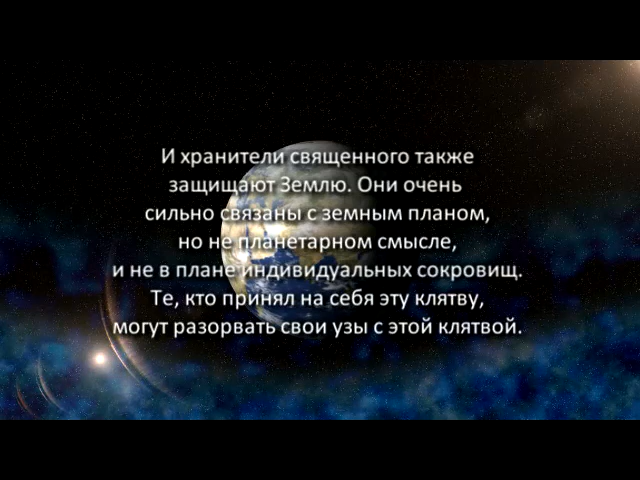 И хранители священного также
защищают Землю. Они очень
сильно связаны с земным планом,
но не планетарном смысле,
и не в плане индивидуальных сокровищ.
Те, кто принял на себя эту клятву,
могут разорвать свои узы с этой клятвой.